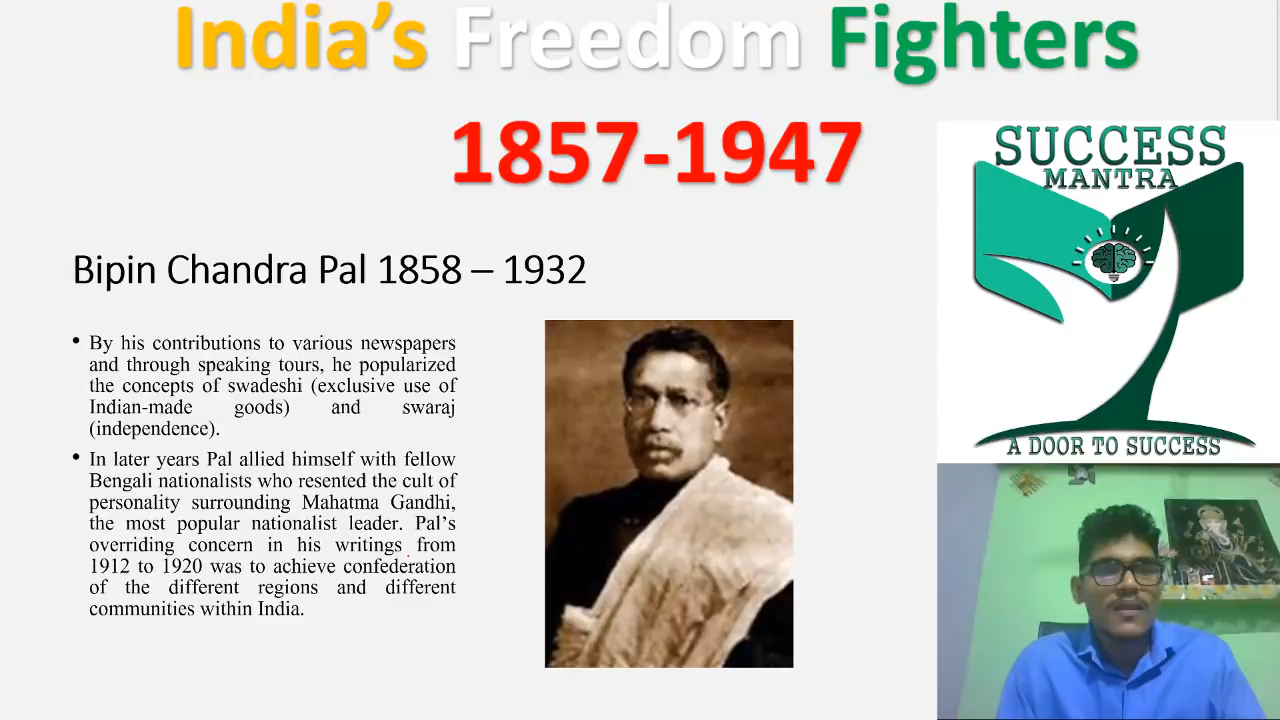 India's Freedom Fighters
1857-1947
SUCCESS
MANTRA
A DOOR TO SUCCESS
Bipin Chandra Pal 1858 – 1932
• By his contributions to various newspapers
and through speaking tours, he popularized
the concepts of swadeshi (exclusive use of
Indian-made goods) and swaraj
(independence).
• In later years Pal allied himself with fellow
Bengali nationalists who resented the cult of
personality surrounding Mahatma Gandhi,
the most popular nationalist leader. Pal's
overriding concern in his writings from
1912 to 1920 was to achieve confederation
of the different regions and different
communities within India.